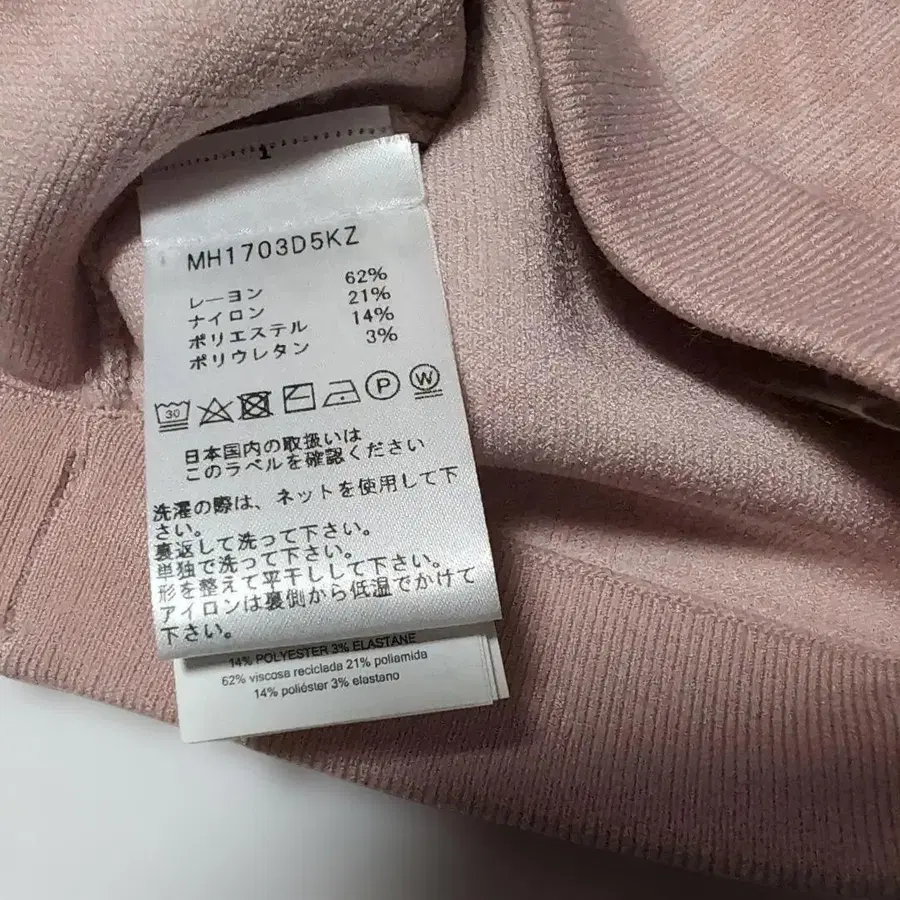 1
MH1703D5KZ
レーヨン 62%
ナイロン 21%
ポリエステル 14%
ポリウレタン 3%
30 P W
日本国内の取扱いは
このラベルを確認ください
洗濯の際は、ネットを使用して下
さい。
裏返して洗って下さい。
単独で洗って下さい。
形を整えて平干しして下さい。
アイロンは裏側から低温でかけて
下さい。
14% POLYESTER 3% ELASTANE
62% viscosa reciclada 21% poliamida
14% poliéster 3% elastano